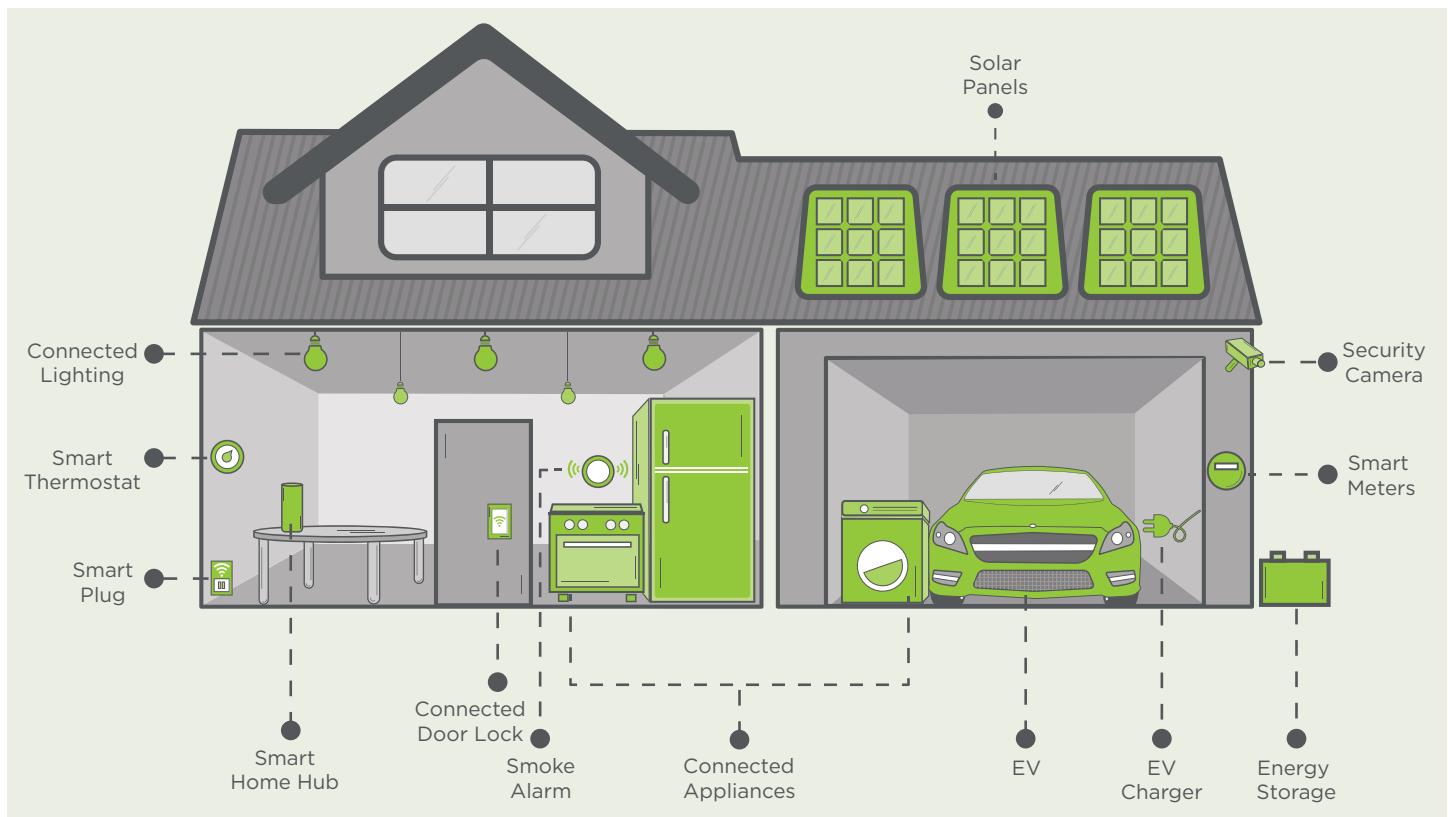 Solar
Panels
Connected
Lighting
Security
Camera
Smart
Thermostat
Smart
Meters
Smart
Plug
Connected
Door Lock
Smart
Home Hub
Smoke
Alarm
Connected
Appliances
EV
EV
Charger
Energy
Storage